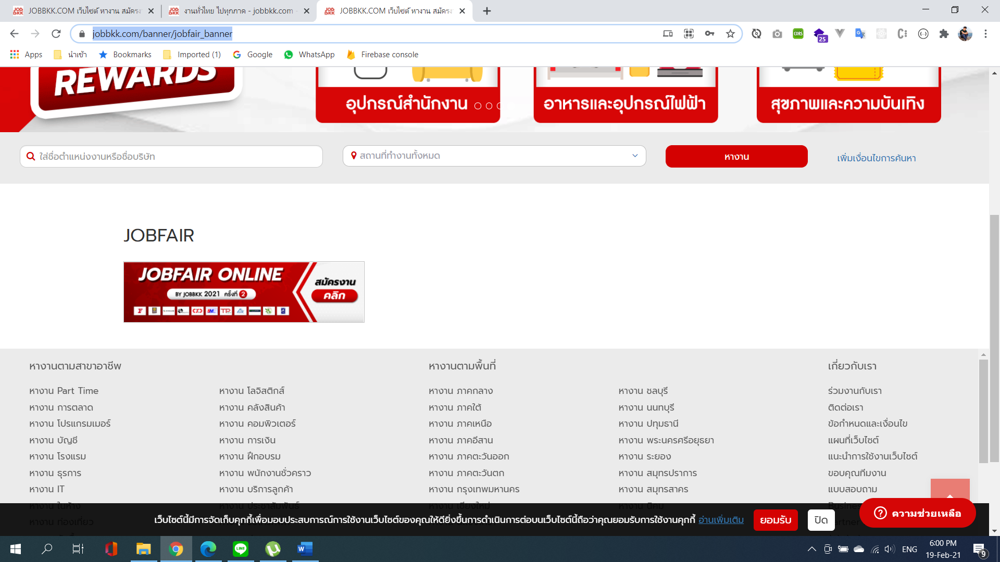 JOBBKK.COM เว็บไซต์ หางาน สมัครงา
งานทั่วไทย ไปทุกภาค - jobbkk.com -
JOBBKK.COM เว็บไซต์ หางาน สมัครงา
jobbkk.com/banner/jobfair_banner
CORS
25
Apps
นำเข้า
Bookmarks
Imported (1)
Google
WhatsApp
Firebase console
REWARDS
อุปกรณ์สำนักงาน
อาหารและอุปกรณ์ไฟฟ้า
สุขภาพและความบันเทิง
ใส่ชื่อตำแหน่งงานหรือชื่อบริษัท
สถานที่ทำงานทั้งหมด
หางาน
เพิ่มเงื่อนไขการค้นหา
JOBFAIR
JOBFAIR ONLINE
BY JOBBKK 2021 ครั้งที่ 2
สมัครงาน
คลิก
หางานตามสาขาอาชีพ
หางาน Part Time
หางาน การตลาด
หางาน โปรแกรมเมอร์
หางาน บัญชี
หางาน โรงแรม
หางาน ธุรการ
หางาน IT
หางาน ในห้าง
หางาน ท่องเที่ยว
หางาน โลจิสติกส์
หางาน คลังสินค้า
หางาน คอมพิวเตอร์
หางาน การเงิน
หางาน ฝึกอบรม
หางาน พนักงานชั่วคราว
หางาน บริการลูกค้า
หางาน ประชาสัมพันธ์
หางานตามพื้นที่
หางาน ภาคกลาง
หางาน ภาคใต้
หางาน ภาคเหนือ
หางาน ภาคอีสาน
หางาน ภาคตะวันออก
หางาน ภาคตะวันตก
หางาน กรุงเทพมหานคร
หางาน เชียงใหม่
หางาน ชลบุรี
หางาน นนทบุรี
หางาน ปทุมธานี
หางาน พระนครศรีอยุธยา
หางาน ระยอง
หางาน สมุทรปราการ
หางาน สมุทรสาคร
หางาน นิคม
เกี่ยวกับเรา
ร่วมงานกับเรา
ติดต่อเรา
ข้อกำหนดและเงื่อนไข
แผนที่เว็บไซต์
แนะนำการใช้งานเว็บไซต์
ขอบคุณทีมงาน
แบบสอบถาม
เว็บไซต์นี้มีการจัดเก็บคุกกี้เพื่อมอบประสบการณ์การใช้งานเว็บไซต์ของคุณให้ดียิ่งขึ้นการดำเนินการต่อบนเว็บไซต์นี้ถือว่าคุณยอมรับการใช้งานคุกกี้ อ่านเพิ่มเติม
ยอมรับ
ปิด
ความช่วยเหลือ
ENG
6:00 PM
19-Feb-21
9